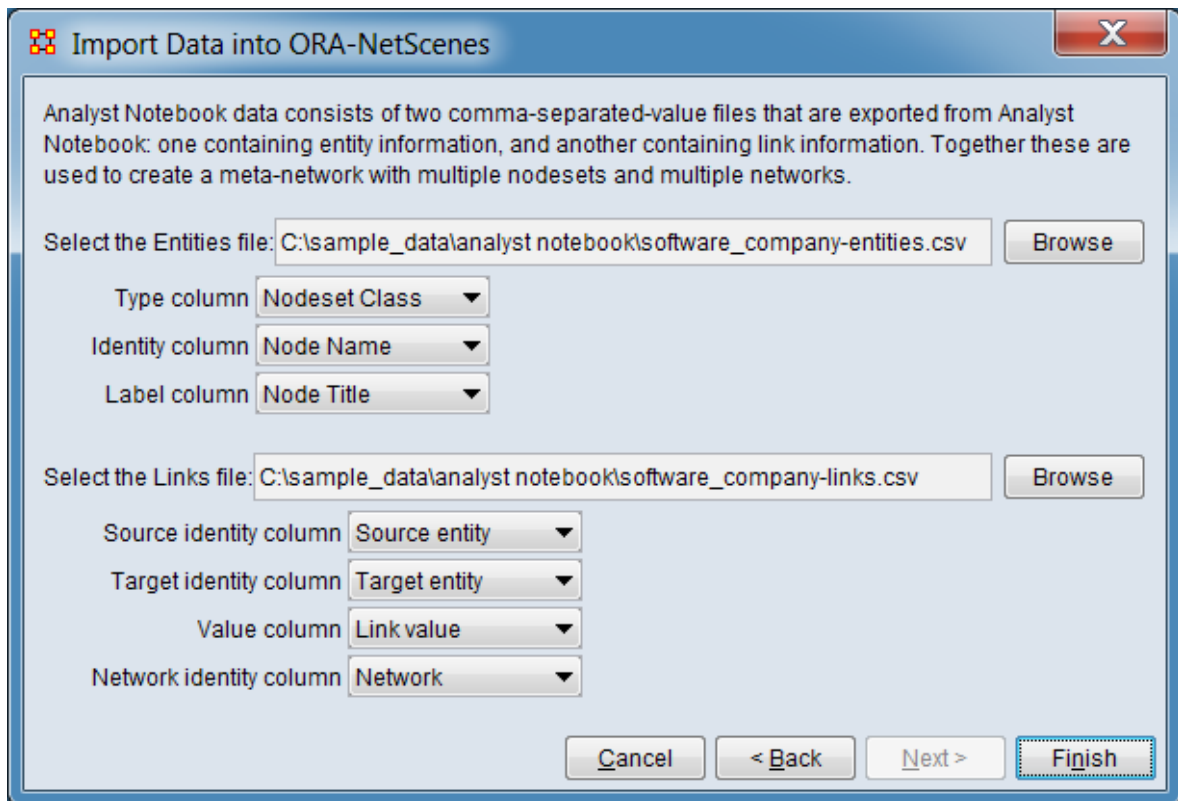 Import Data into ORA-NetScenes
X
Analyst Notebook data consists of two comma-separated-value files that are exported from Analyst
Notebook: one containing entity information, and another containing link information. Together these are
used to create a meta-network with multiple nodesets and multiple networks.
Select the Entities file: C:\sample_data\analyst notebook\software_company-entities.csv Browse
Type column Nodeset Class
Identity column Node Name
Label column Node Title
Select the Links file: C:\sample_data\analyst notebook\software_company-links.csv Browse
Source identity column Source entity
Target identity column Target entity
Value column Link value
Network identity column Network
Cancel < Back Next > Finish